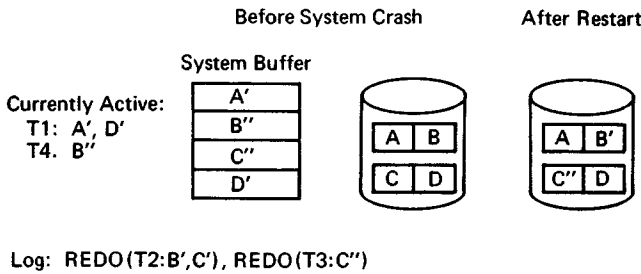 Before System Crash
After Restart
System Buffer
Currently Active:
T1: A', D'
T4. B''
A'
B''
C''
D'
A B
C D
A B'
C'' D
Log: REDO(T2:B',C'), REDO(T3:C'')